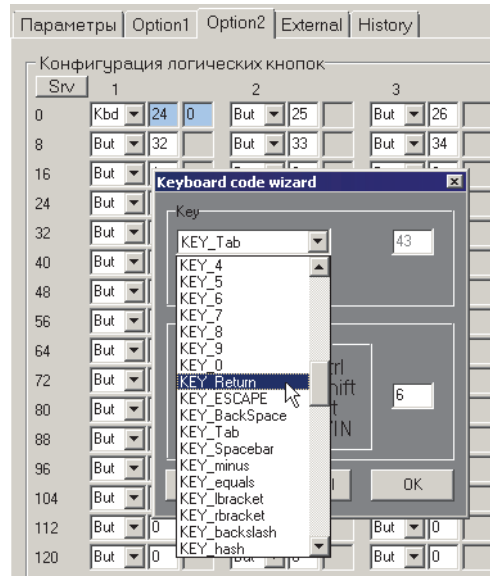 Параметры Option1 Option2 External History
Конфигурация логических кнопок
Srv 1 2 3
0 Kbd 24 0 But 25 But 26
8 But 32 But 33 But 34
16 But
Keyboard code wizard
24 But
Key
32 But KEY_Tab 43
40 But KEY_4
KEY_5
48 But KEY_6
KEY_7
56 But KEY_8
KEY_9
64 But KEY_0
72 But KEY_Return
KEY_ESCAPE
80 But KEY_BackSpace 6
KEY_Tab
88 But KEY_Spacebar
KEY_minus
96 But KEY_equals OK
KEY_lbracket
104 But KEY_rbracket
112 But 0 KEY_backslash But 0
KEY_hash
120 But 0 But 0